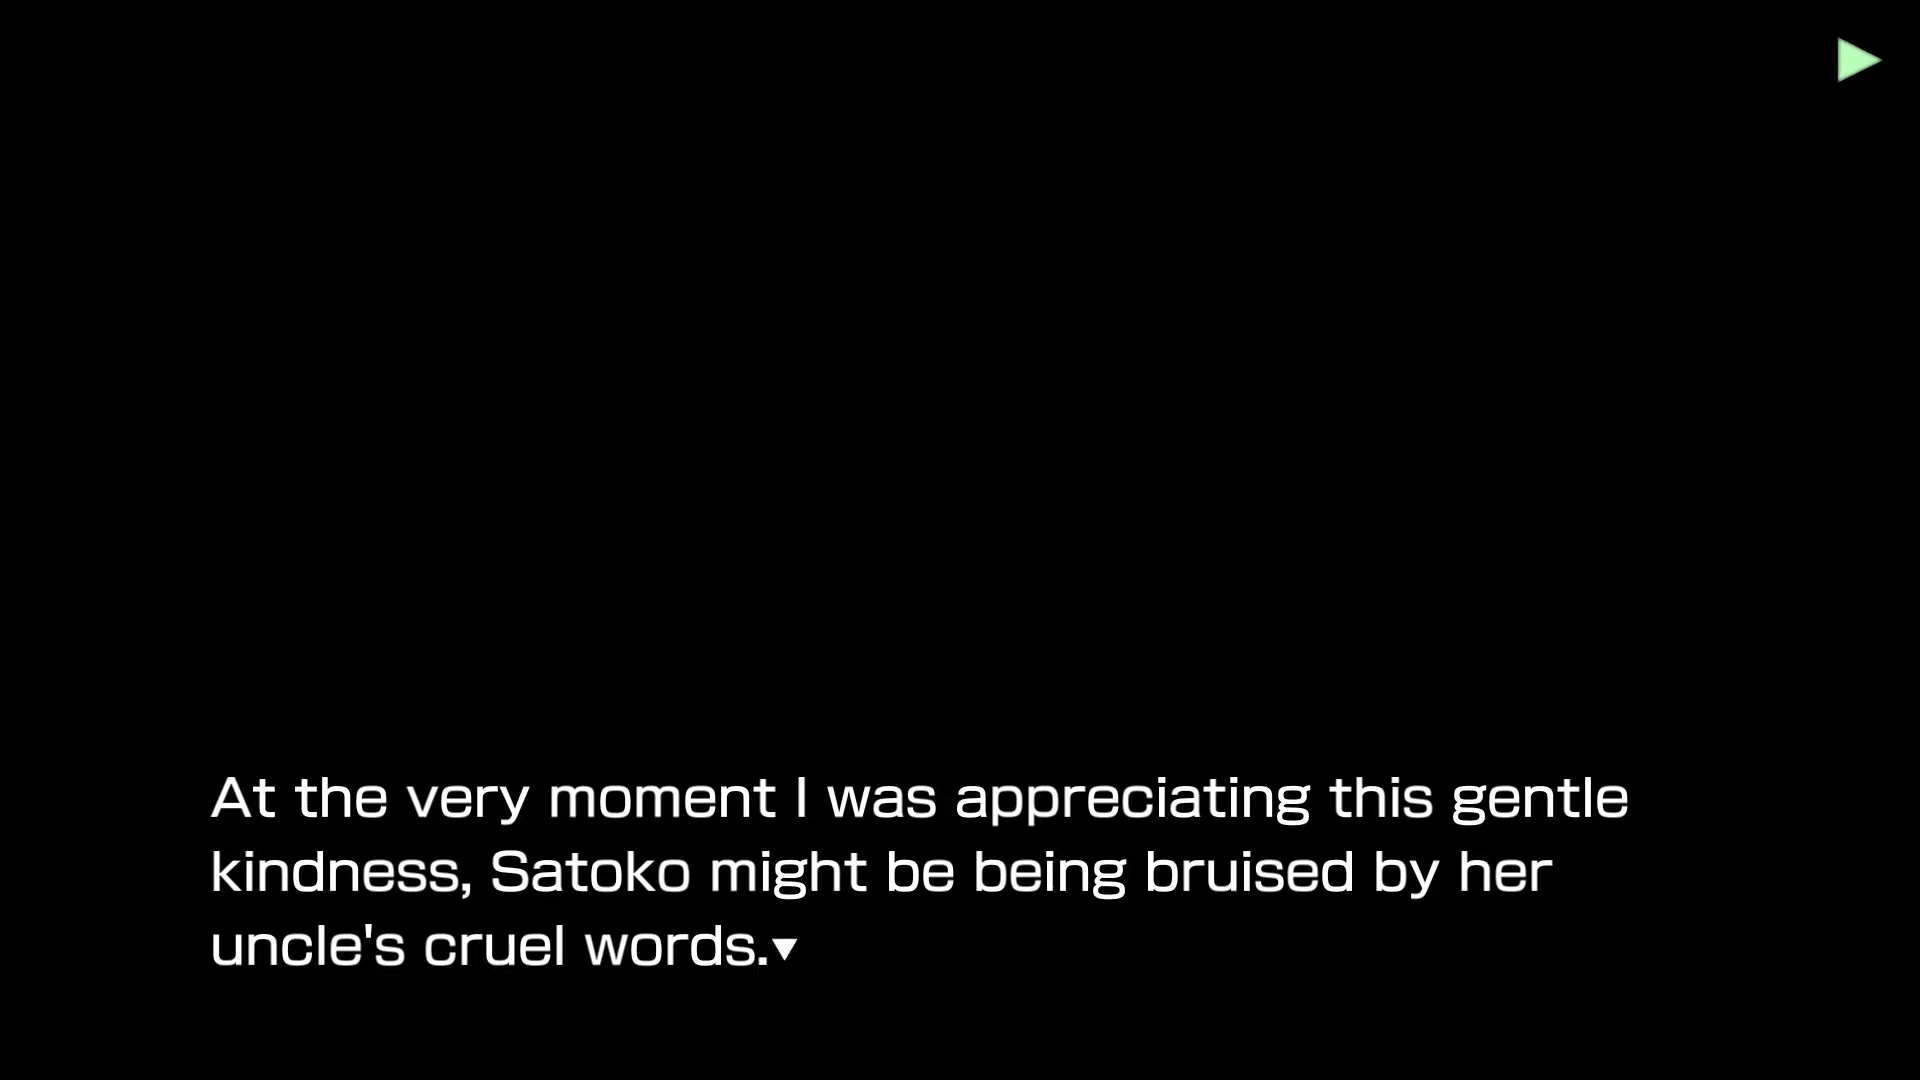 At the very moment I was appreciating this gentle
kindness, Satoko might be being bruised by her
uncle's cruel words.